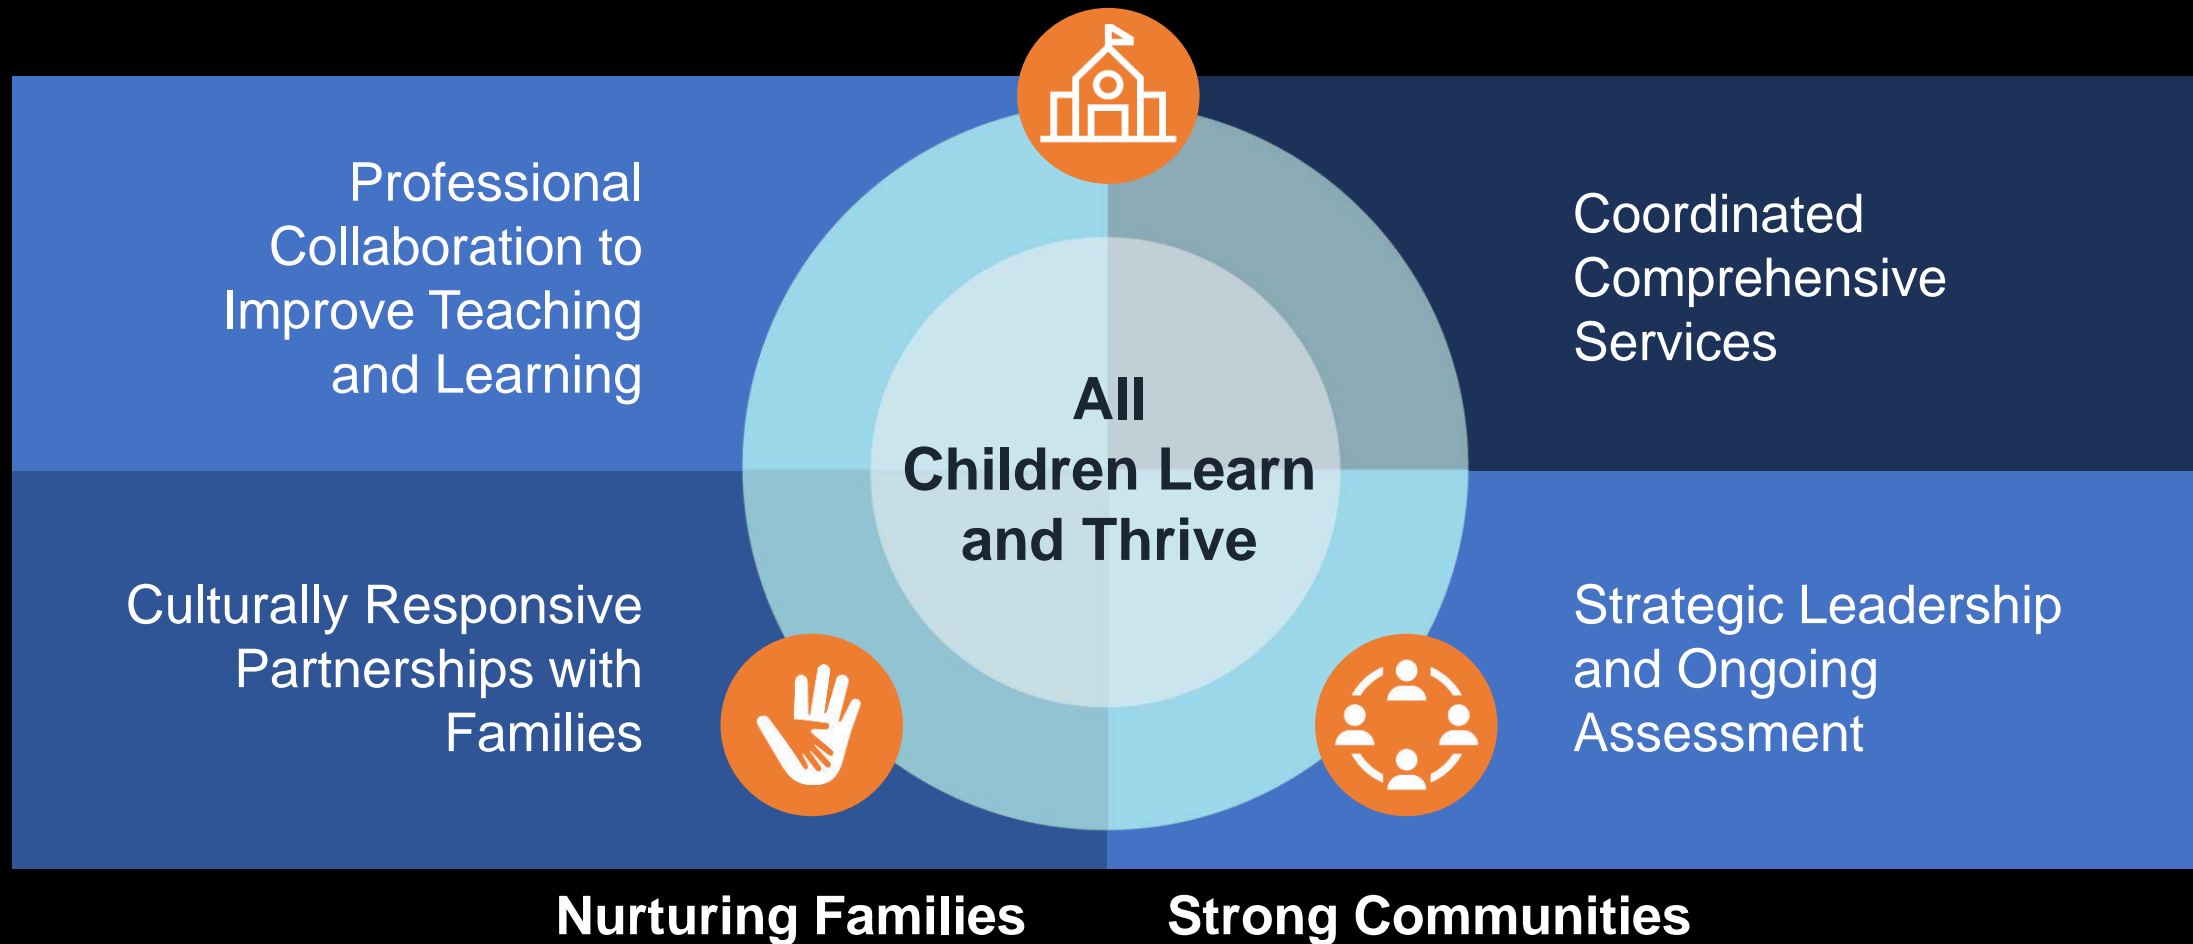 Professional
Collaboration to
Improve Teaching
and Learning
Coordinated
Comprehensive
Services
All
Children Learn
and Thrive
Culturally Responsive
Partnerships with
Families
Strategic Leadership
and Ongoing
Assessment
Nurturing Families
Strong Communities